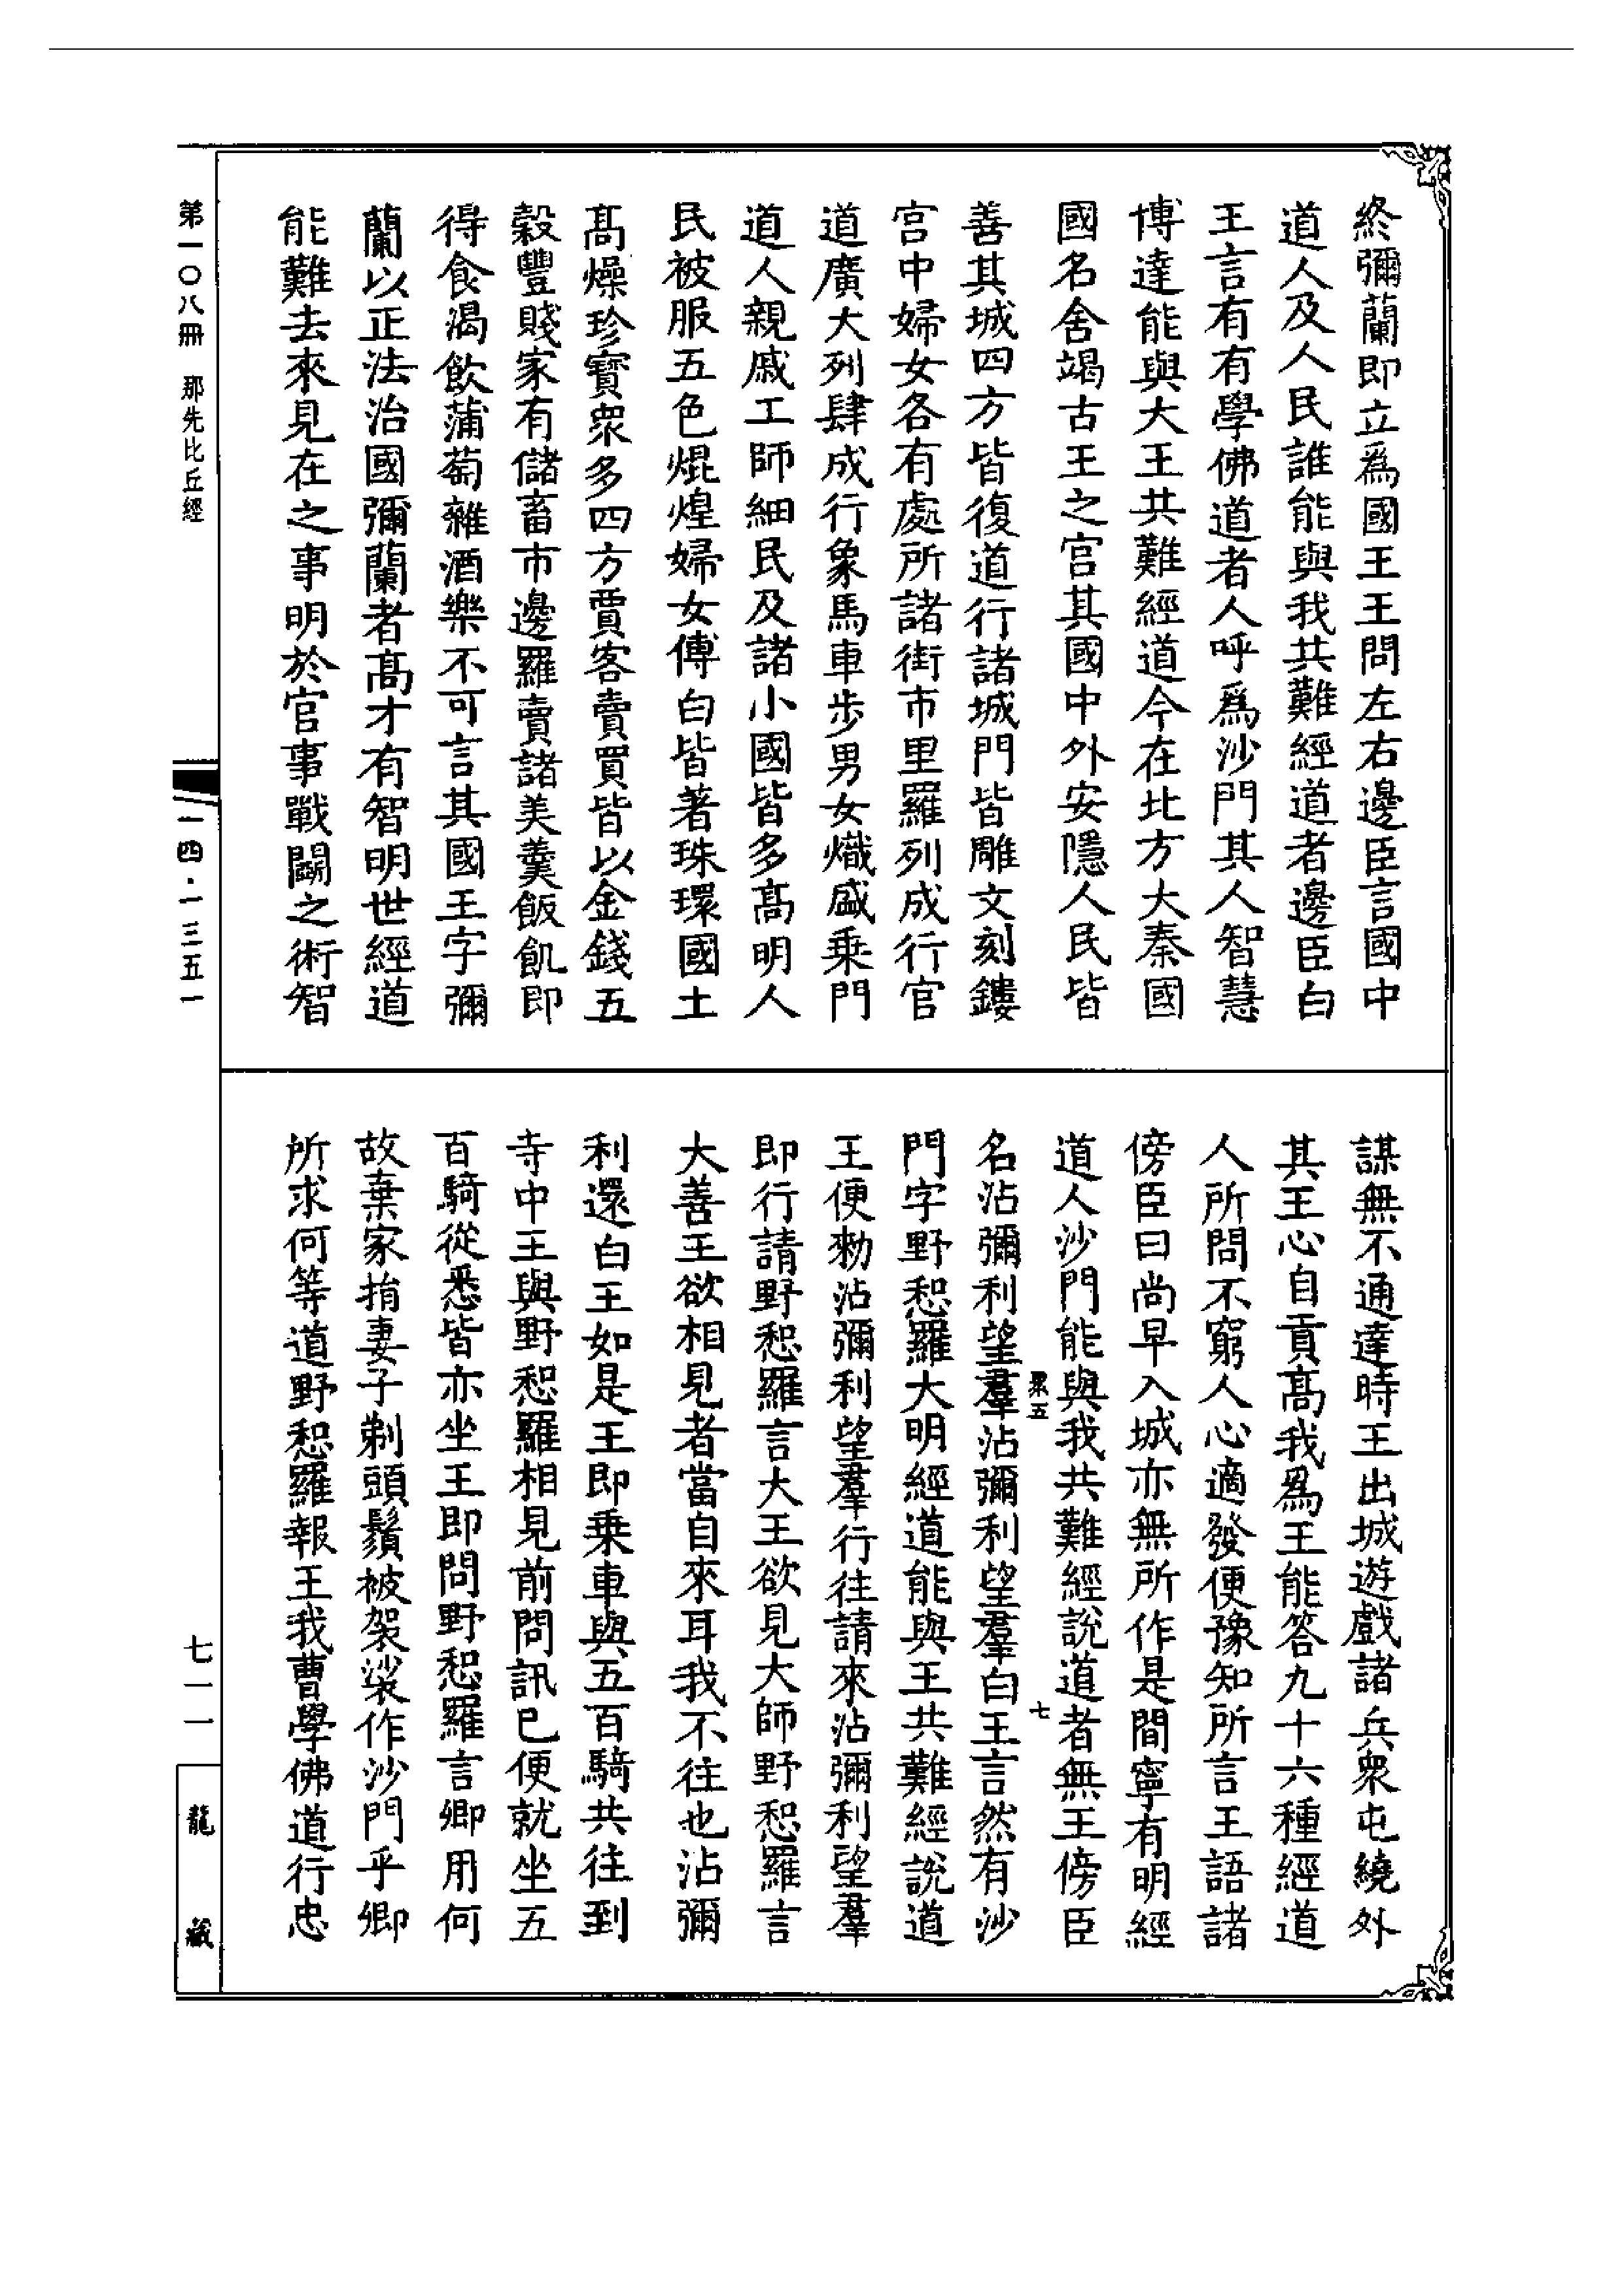 終彌蘭即立爲國王王問左右邊臣言國中
道人及人民誰能與我共難經道者邊臣白
王言有有學佛道者人呼爲沙門其人智慧
博達能與大王共難經道今在北方大秦國
國名舍竭古王之宮其國中外安隱人民皆
善其城四方皆復道行諸城門皆雕文刻鏤
宮中婦女各有處所諸街市里羅列成行官
道廣大列肆成行象馬車步男女熾盛乗門
道人親戚工師細民及諸小國皆多髙明人
民被服五色焜煌婦女傅白皆著珠環國土
髙燥珍寳衆多四方賈客賣買皆以金錢五
穀豐賤家有儲畜市邊羅賣諸美羹飯飢即
得食渴飲蒲萄雜酒樂不可言其國王字彌
蘭以正法治國彌蘭者髙才有智明世經道
能難去來見在之事明於官事戰鬭之術智
謀無不通達時王出城遊戲諸兵衆屯繞外
其王心自貢髙我爲王能答九十六種經道
人所問不窮人心適發便豫知所言王語諸
傍臣曰尚早入城亦無所作是間寧有明經
道人沙門能與我共難經說道者無王傍臣
名沾彌利望羣沾彌利望羣白王言然有沙
門字野惒羅大明經道能與王共難經說道
王便勑沾彌利望羣行往請來沾彌利望羣
即行請野惒羅言大王欲見大師野惒羅言
大善王欲相見者當自來耳我不往也沾彌
利還白王如是王即乗車與五百騎共往到
寺中王與野惒羅相見前問訊已便就坐五
百騎從悉皆亦坐王即問野惒羅言卿用何
故棄家捐妻子剃頭鬚被袈裟作沙門乎卿
所求何等道野惒羅報王我曹學佛道行忠
第一〇八冊 那先比丘經
一四·一三五一
七一一
龍藏
七